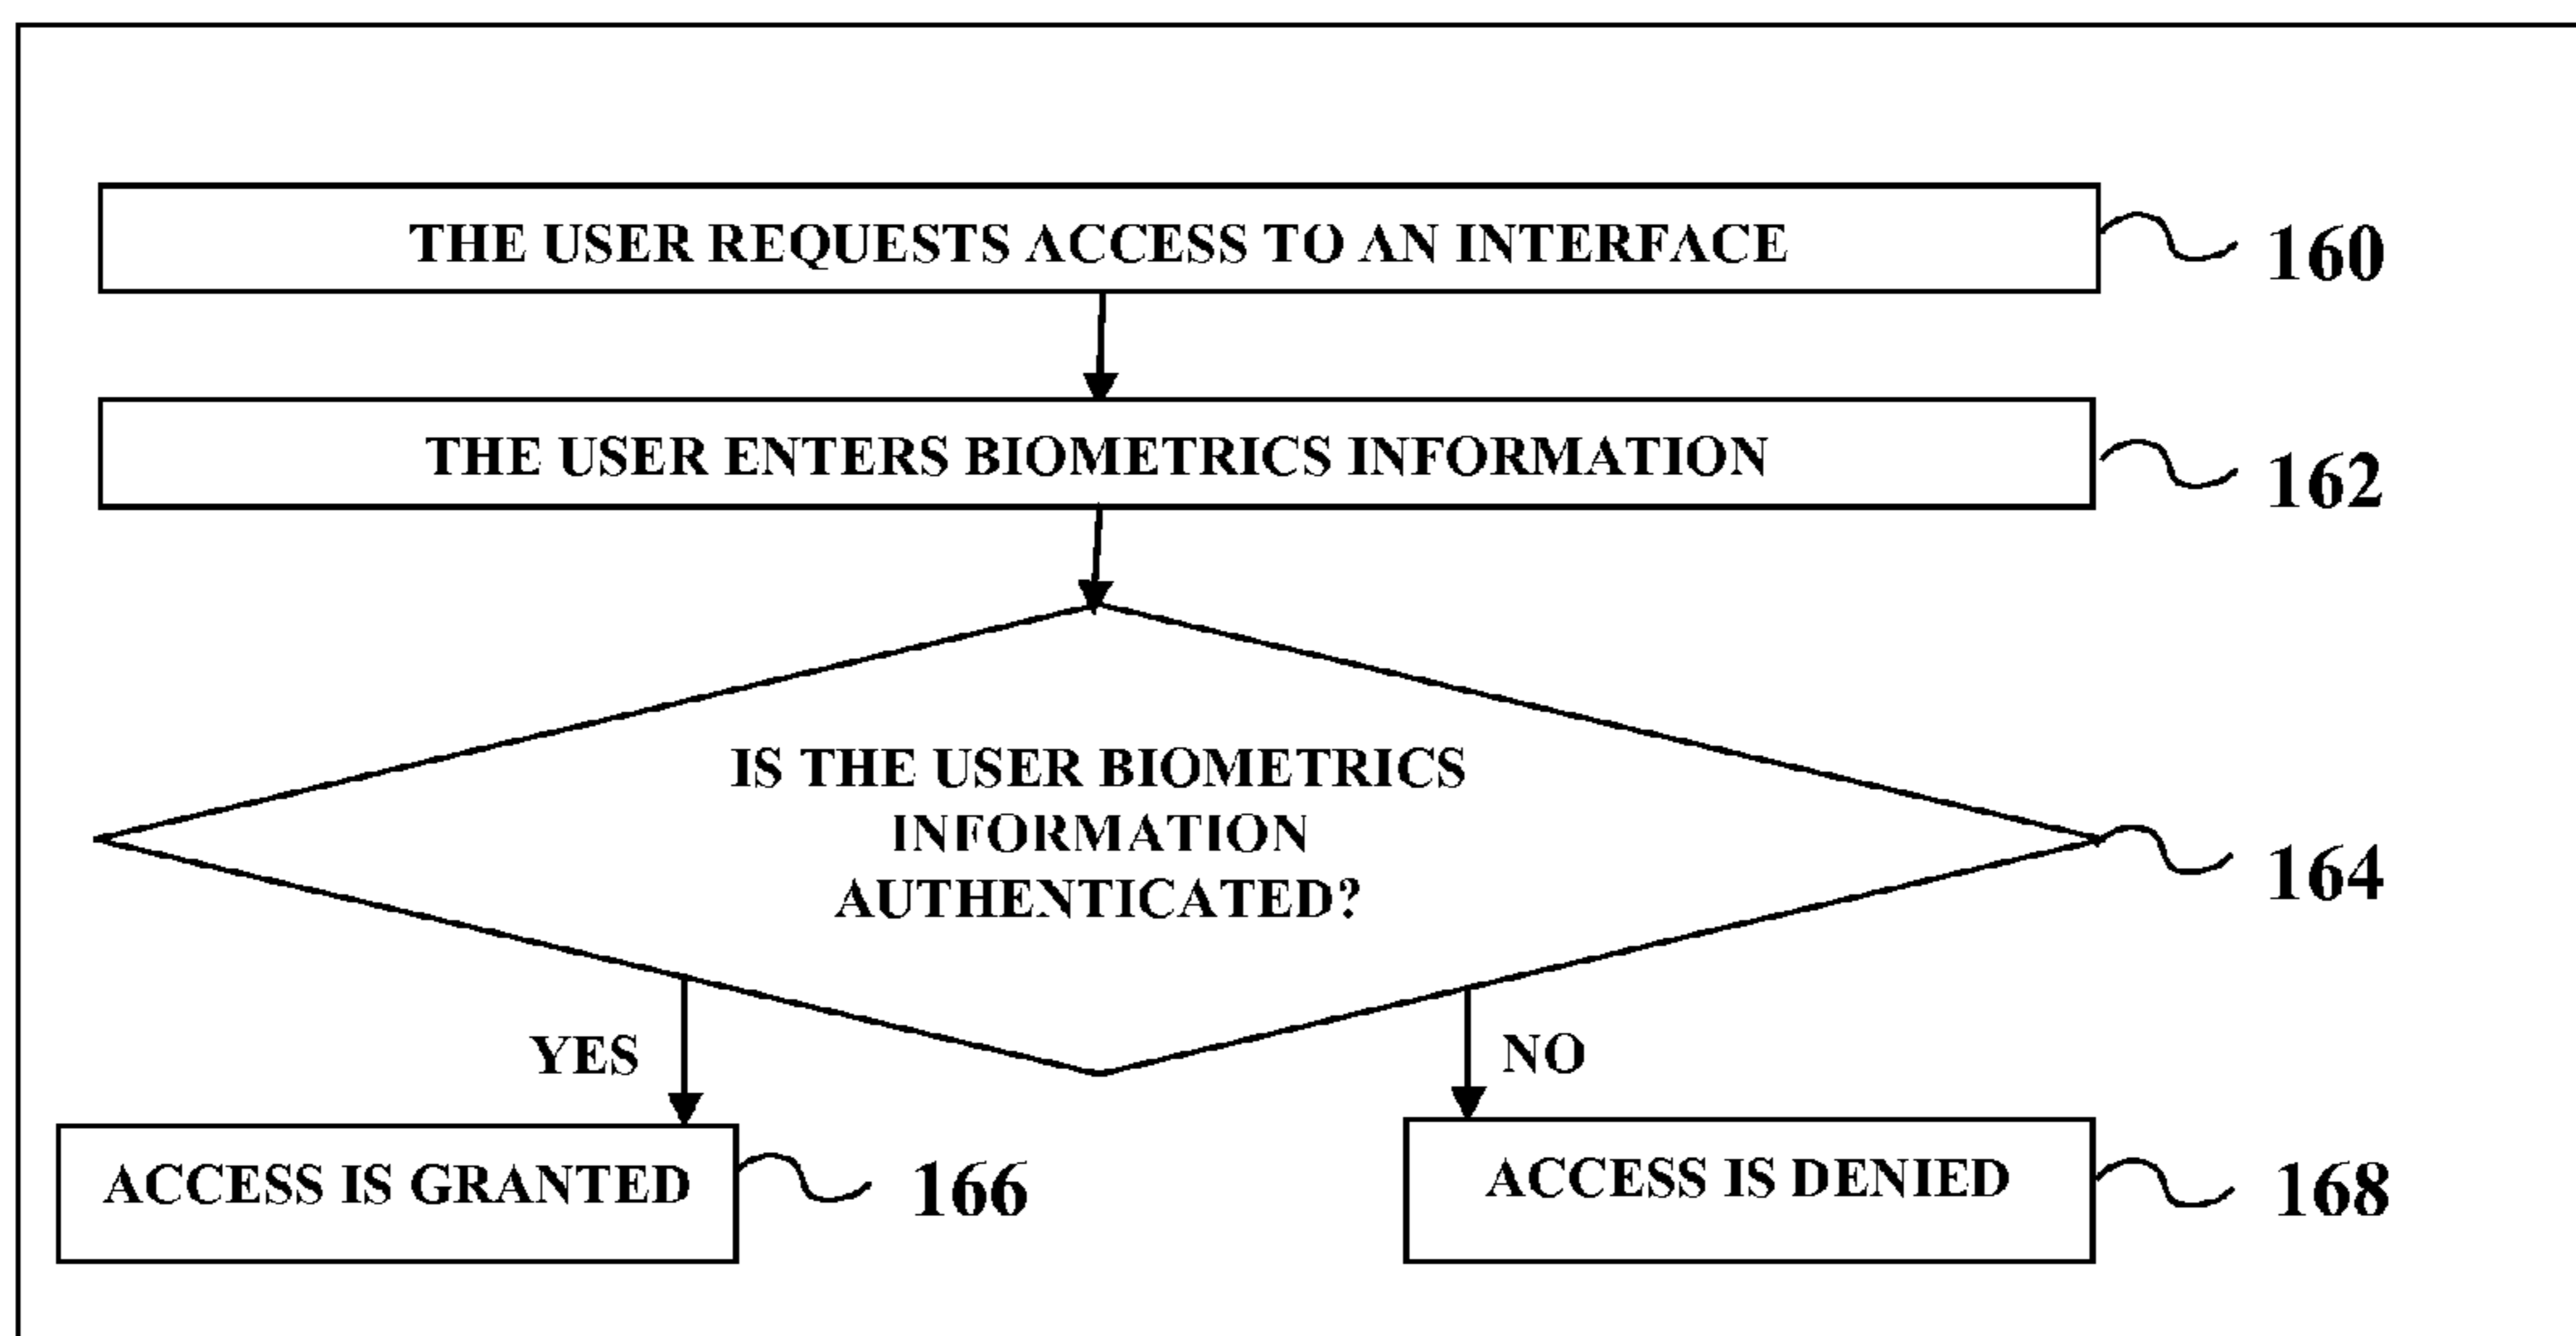 THE USER REQUESTS ACCESS TO AN INTERFACE
160
THE USER ENTERS BIOMETRICS INFORMATION
162
IS THE USER BIOMETRICS
INFORMATION
AUTHENTICATED?
164
YES
NO
ACCESS IS GRANTED
166
ACCESS IS DENIED
168